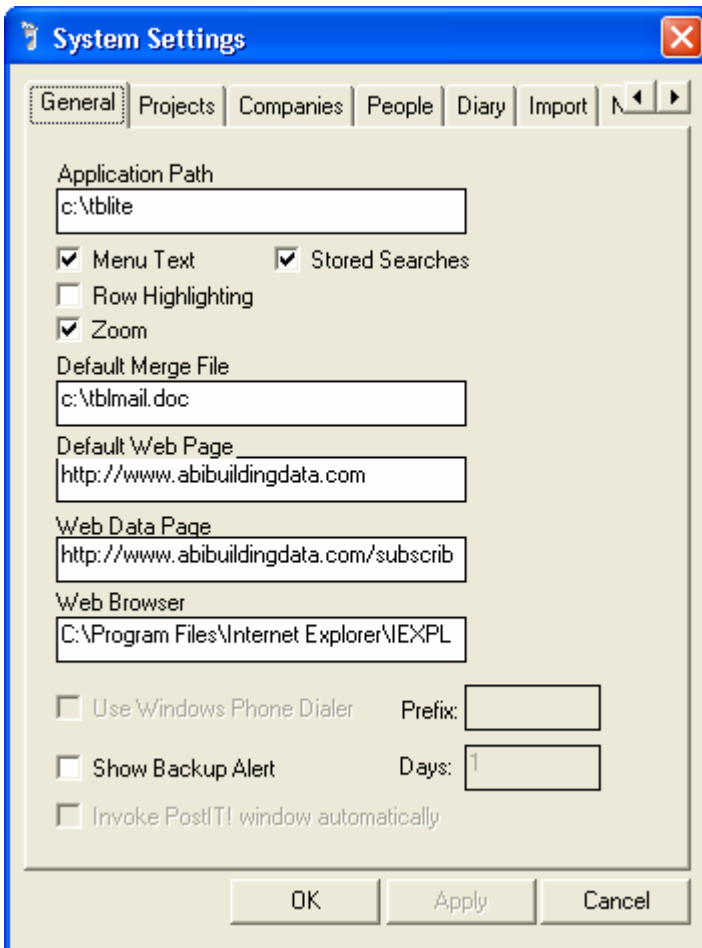 System Settings
General Projects Companies People Diary Import
Application Path
c:\tblite
Menu Text Stored Searches
Row Highlighting
Zoom
Default Merge File
c:\tblmail.doc
Default Web Page
http://www.abibuildingdata.com
Web Data Page
http://www.abibuildingdata.com/subscrib
Web Browser
C:\Program Files\Internet Explorer\IEXPL
Use Windows Phone Dialer Prefix:
Show Backup Alert Days: 1
Invoke PostIT! window automatically
OK Apply Cancel